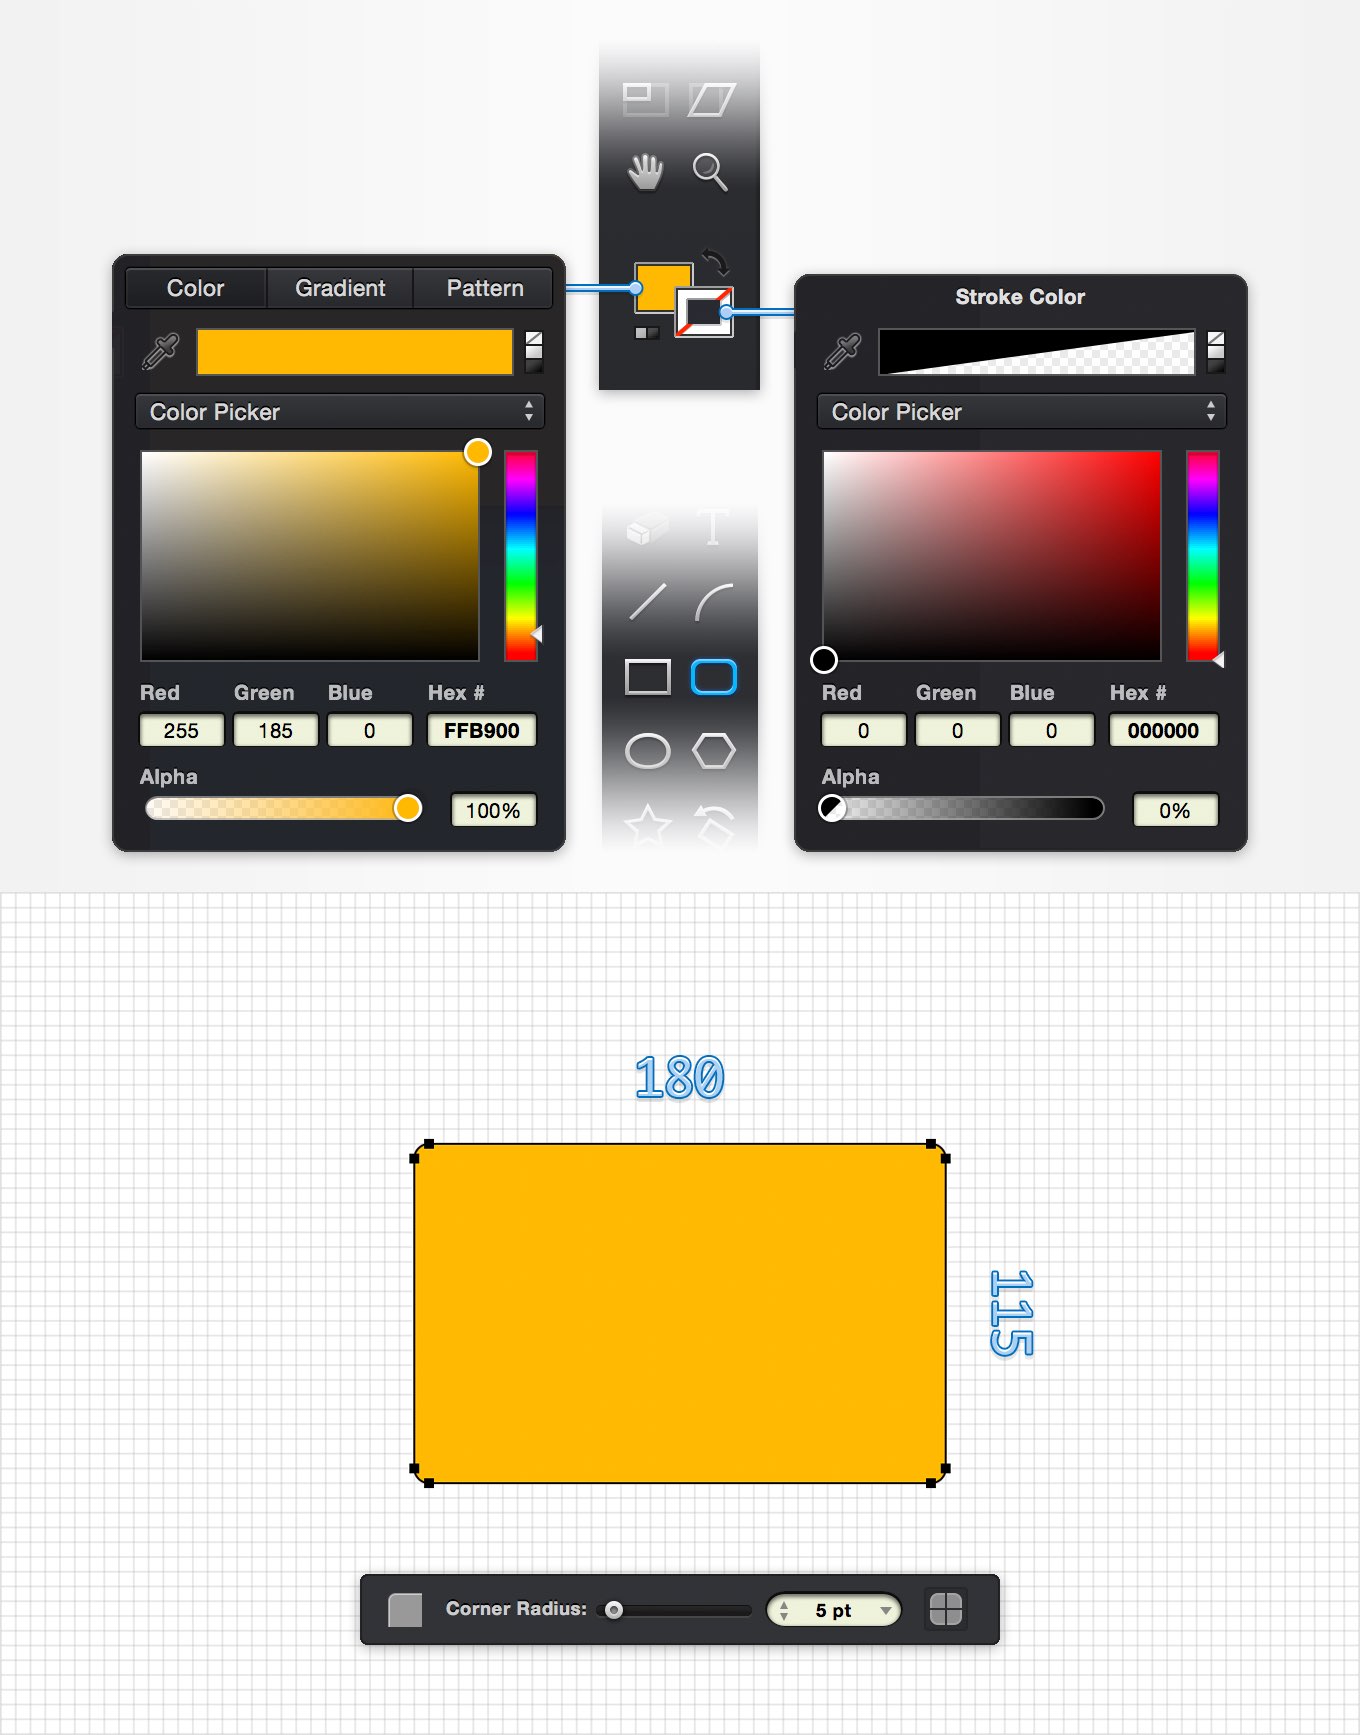 Color Gradient Pattern
Color Picker
Red Green Blue Hex #
255 185 0 FFB900
Alpha
100%
T
Stroke Color
Color Picker
Red Green Blue Hex #
0 0 0 000000
Alpha
0%
180
115
Corner Radius: 5 pt